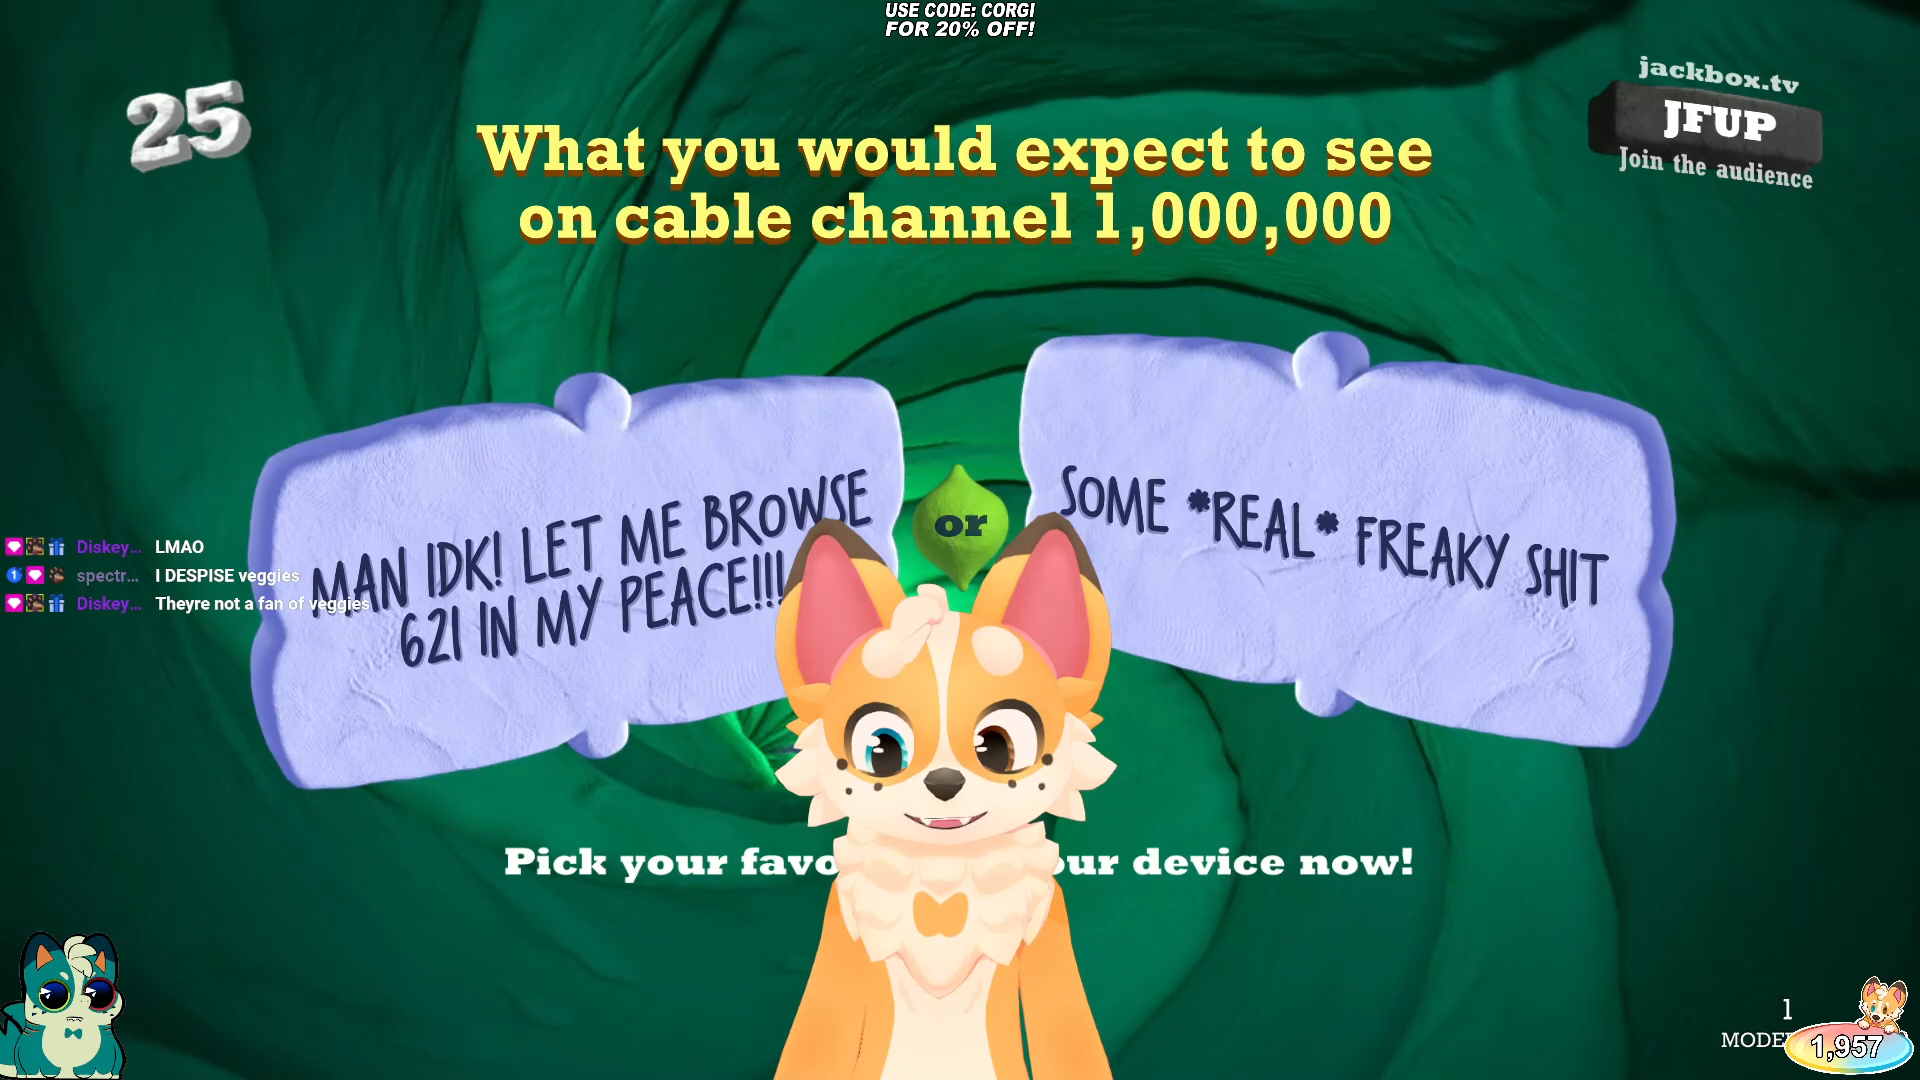 USE CODE: CORGI
FOR 20% OFF!
25
jackbox.tv
JFUP
Join the audience
What you would expect to see
on cable channel 1,000,000
MAN IDK! LET ME BROWSE
621 IN MY PEACE!!!
or
SOME *REAL* FREAKY SHIT
Diskey... LMAO
1 spectr... I DESPISE veggies
Diskey... Theyre not a fan of veggies
Pick your favo our device now!
1
MODE
1,957